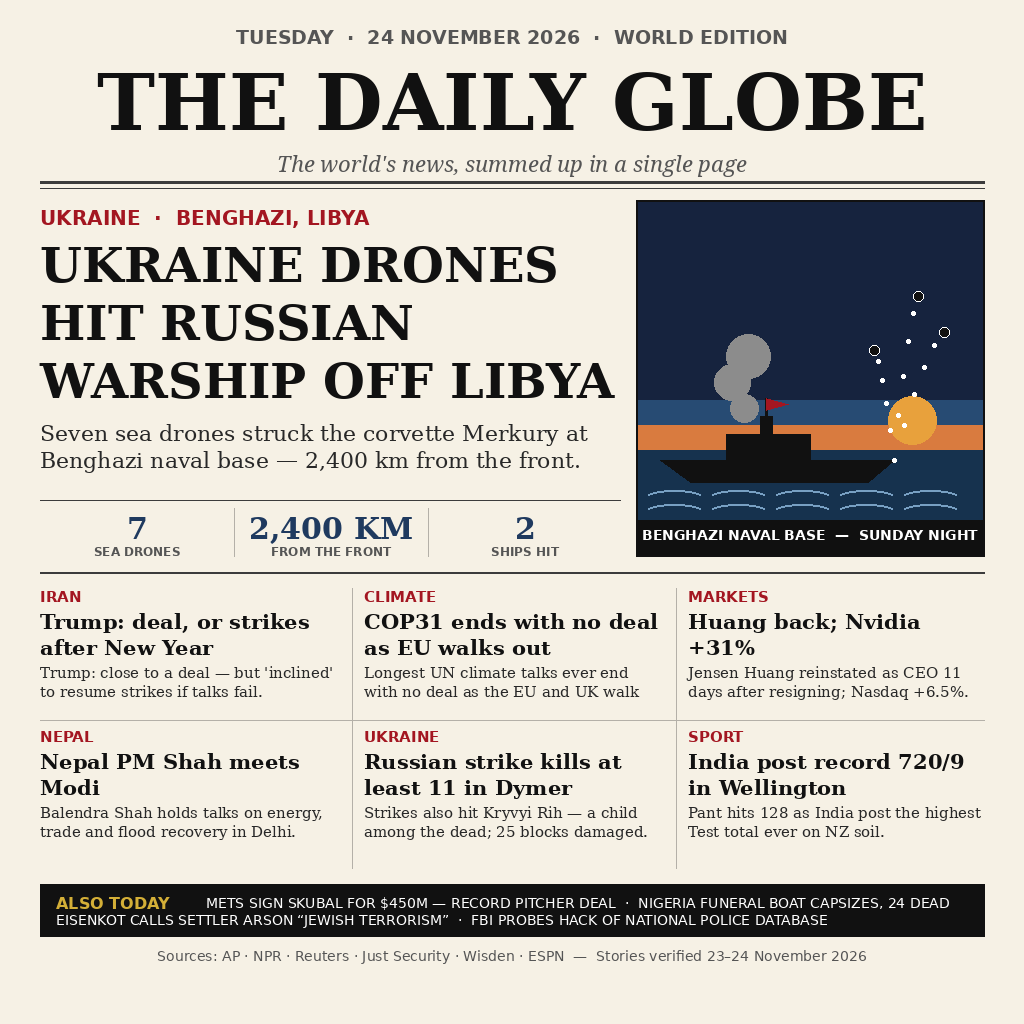 TUESDAY · 24 NOVEMBER 2026 · WORLD EDITION
THE DAILY GLOBE
The world's news, summed up in a single page
UKRAINE · BENGHAZI, LIBYA
UKRAINE DRONES
HIT RUSSIAN
WARSHIP OFF LIBYA
Seven sea drones struck the corvette Merkury at
Benghazi naval base — 2,400 km from the front.
7
SEA DRONES
2,400 KM
FROM THE FRONT
2
SHIPS HIT
BENGHAZI NAVAL BASE — SUNDAY NIGHT
IRAN
Trump: deal, or strikes
after New Year
Trump: close to a deal — but 'inclined'
to resume strikes if talks fail.
CLIMATE
COP31 ends with no deal
as EU walks out
Longest UN climate talks ever end
with no deal as the EU and UK walk
MARKETS
Huang back; Nvidia
+31%
Jensen Huang reinstated as CEO 11
days after resigning; Nasdaq +6.5%.
NEPAL
Nepal PM Shah meets
Modi
Balendra Shah holds talks on energy,
trade and flood recovery in Delhi.
UKRAINE
Russian strike kills at
least 11 in Dymer
Strikes also hit Kryvyi Rih — a child
among the dead; 25 blocks damaged.
SPORT
India post record 720/9
in Wellington
Pant hits 128 as India post the highest
Test total ever on NZ soil.
ALSO TODAY METS SIGN SKUBAL FOR $450M — RECORD PITCHER DEAL · NIGERIA FUNERAL BOAT CAPSIZES, 24 DEAD
EISENKOT CALLS SETTLER ARSON “JEWISH TERRORISM” · FBI PROBES HACK OF NATIONAL POLICE DATABASE
Sources: AP · NPR · Reuters · Just Security · Wisden · ESPN — Stories verified 23–24 November 2026